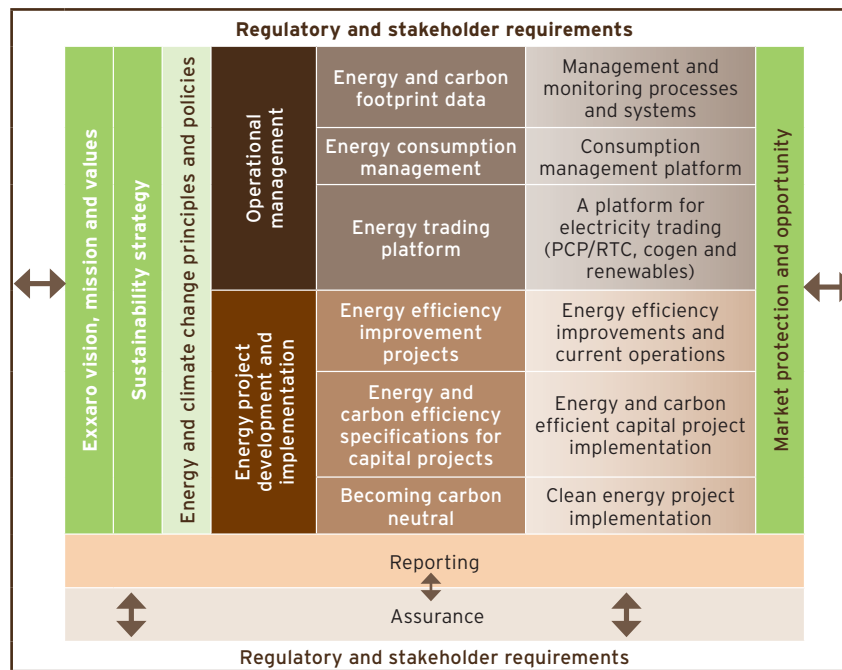 Regulatory and stakeholder requirements
Exxaro vision, mission and values
Sustainability strategy
Energy and climate change principles and policies
Operational
management
Energy and carbon
footprint data
Management and
monitoring processes
and systems
Energy consumption
management
Consumption
management platform
Energy trading
platform
A platform for
electricity trading
(PCP/RTC, cogen and
renewables)
Energy project
development and
implementation
Energy efficiency
improvement
projects
Energy efficiency
improvements and
current operations
Energy and
carbon efficiency
specifications for
capital projects
Energy and carbon
efficient capital project
implementation
Becoming carbon
neutral
Clean energy project
implementation
Market protection and opportunity
Reporting
Assurance
Regulatory and stakeholder requirements